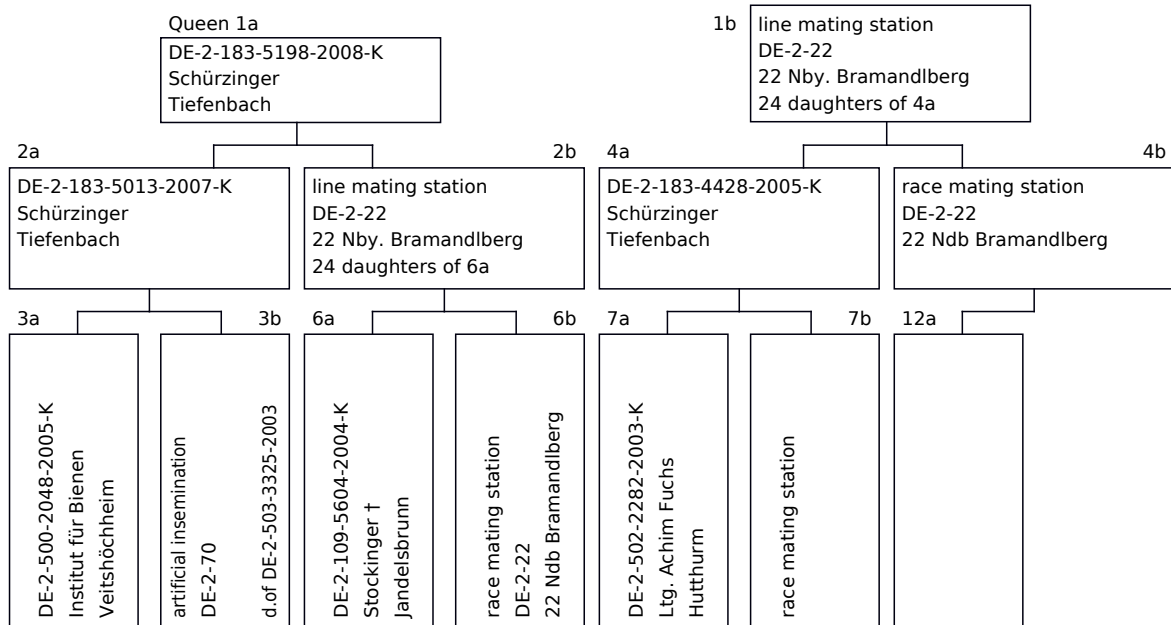 Queen 1a
DE-2-183-5198-2008-K
Schürzinger
Tiefenbach
1b
line mating station
DE-2-22
22 Nby. Bramandlberg
24 daughters of 4a
2a
DE-2-183-5013-2007-K
Schürzinger
Tiefenbach
2b
line mating station
DE-2-22
22 Nby. Bramandlberg
24 daughters of 6a
4a
DE-2-183-4428-2005-K
Schürzinger
Tiefenbach
4b
race mating station
DE-2-22
22 Ndb Bramandlberg
3a
DE-2-500-2048-2005-K
Institut für Bienen
Veitshöchheim
3b
artificial insemination
DE-2-70
d.of DE-2-503-3325-2003
6a
DE-2-109-5604-2004-K
Stockinger †
Jandelsbrunn
6b
race mating station
DE-2-22
22 Ndb Bramandlberg
7a
DE-2-502-2282-2003-K
Ltg. Achim Fuchs
Hutthurm
7b
race mating station
12a